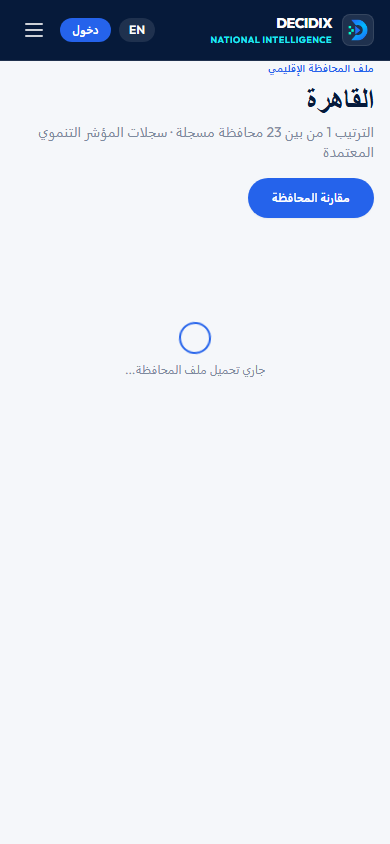 DECIDIX
NATIONAL INTELLIGENCE
EN
دخول
ملف المحافظة الإقليمي
القاهرة
الترتيب 1 من بين 23 محافظة مسجلة · سجلات المؤشر التنموي
المعتمدة
مقارنة المحافظة
جاري تحميل ملف المحافظة...